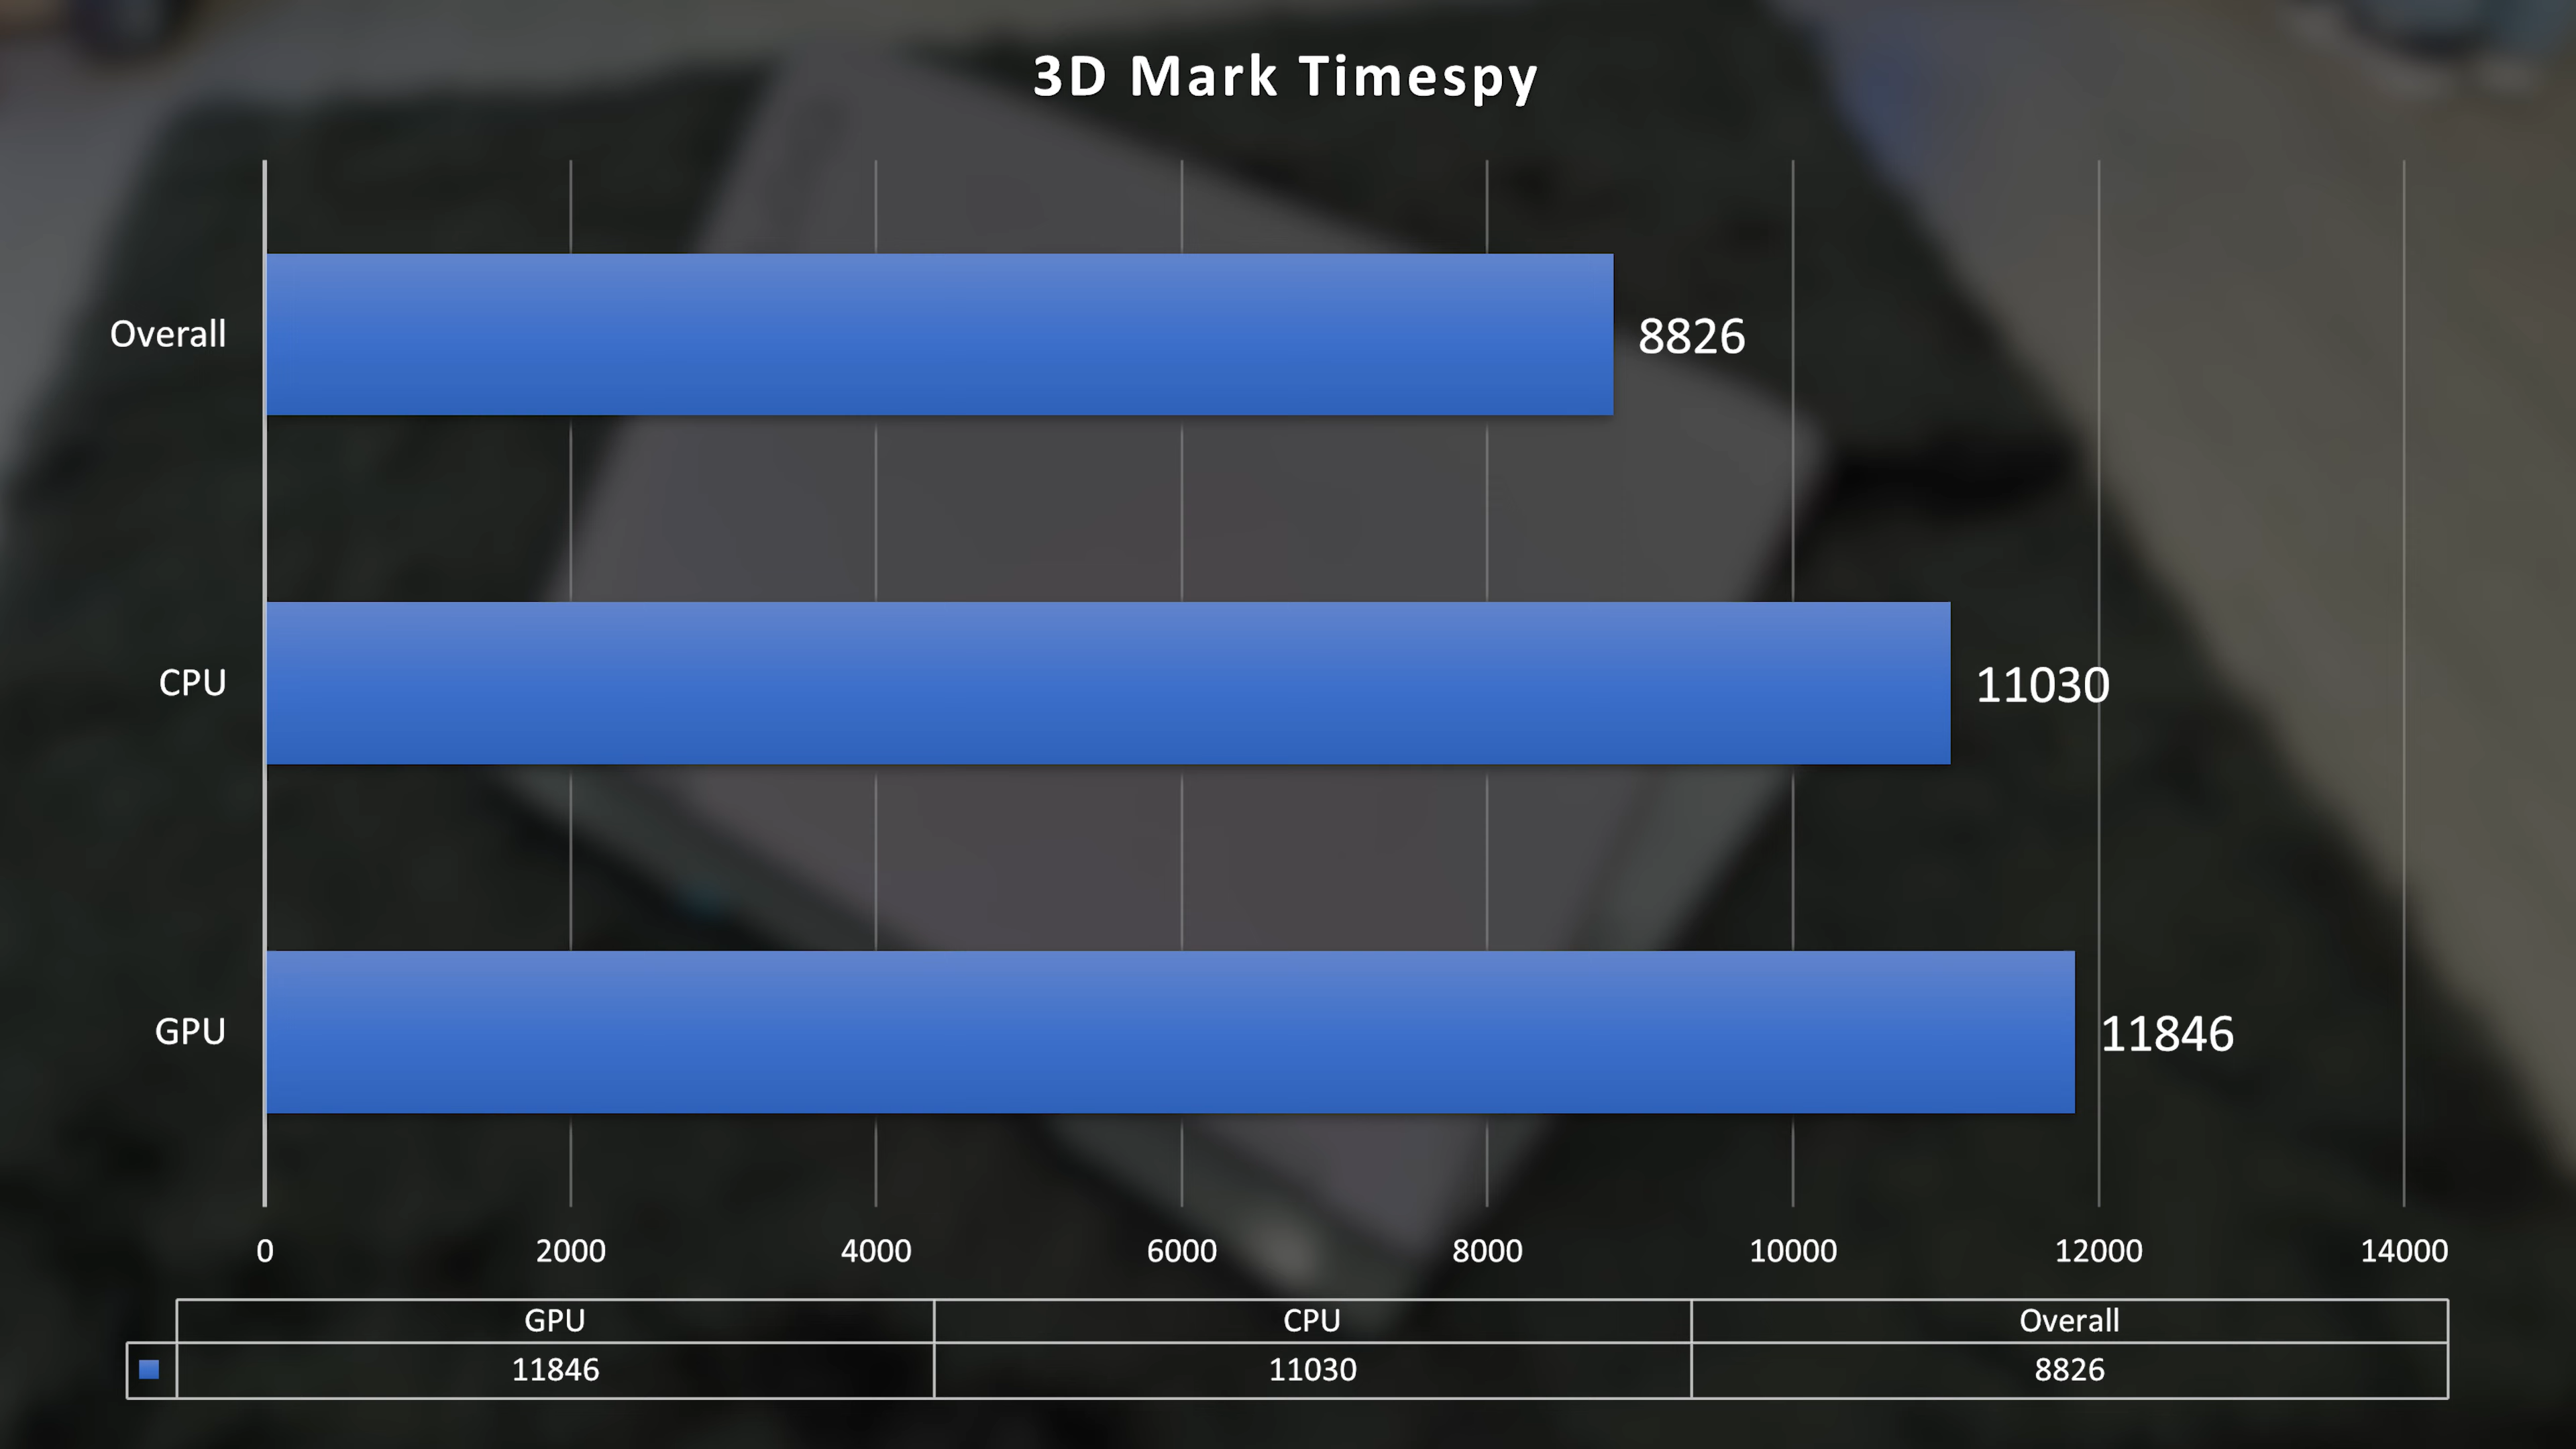 3D Mark Timespy
Overall 8826
CPU 11030
GPU 11846
0 2000 4000 6000 8000 10000 12000 14000
GPU CPU Overall
11846 11030 8826